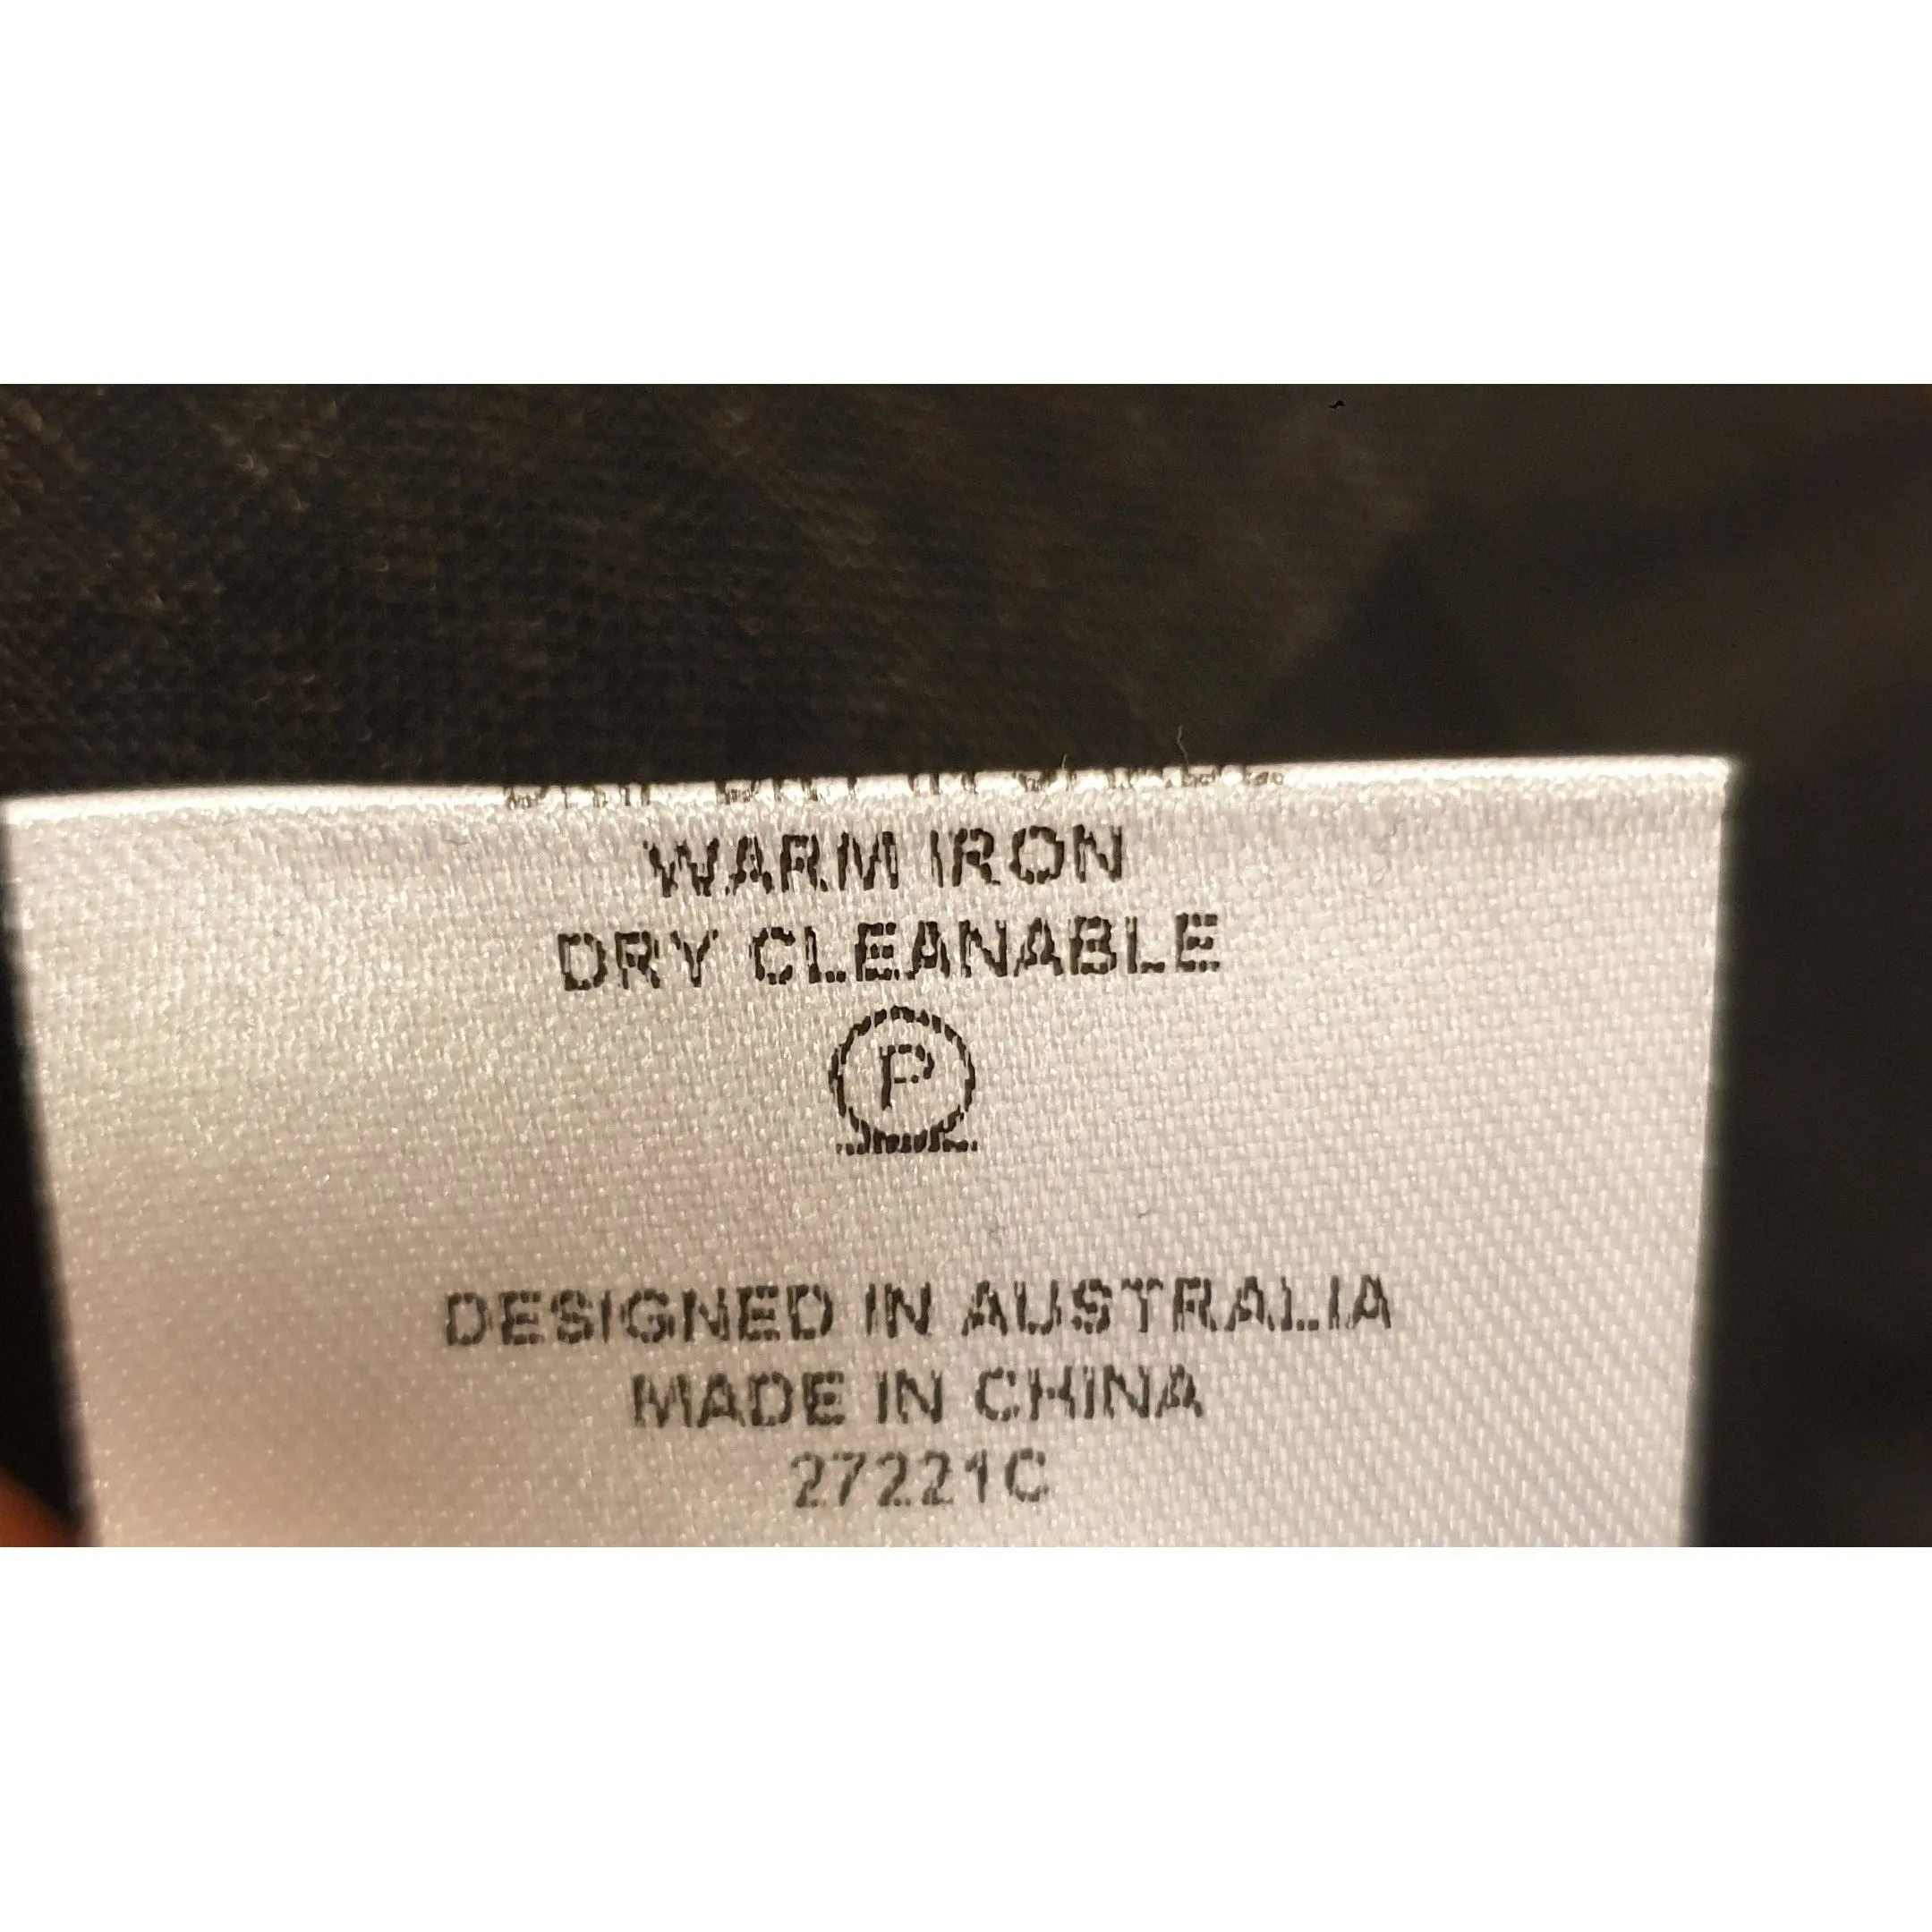 WARM IRON
DRY CLEANABLE
P
DESIGNED IN AUSTRALIA
MADE IN CHINA
27221C